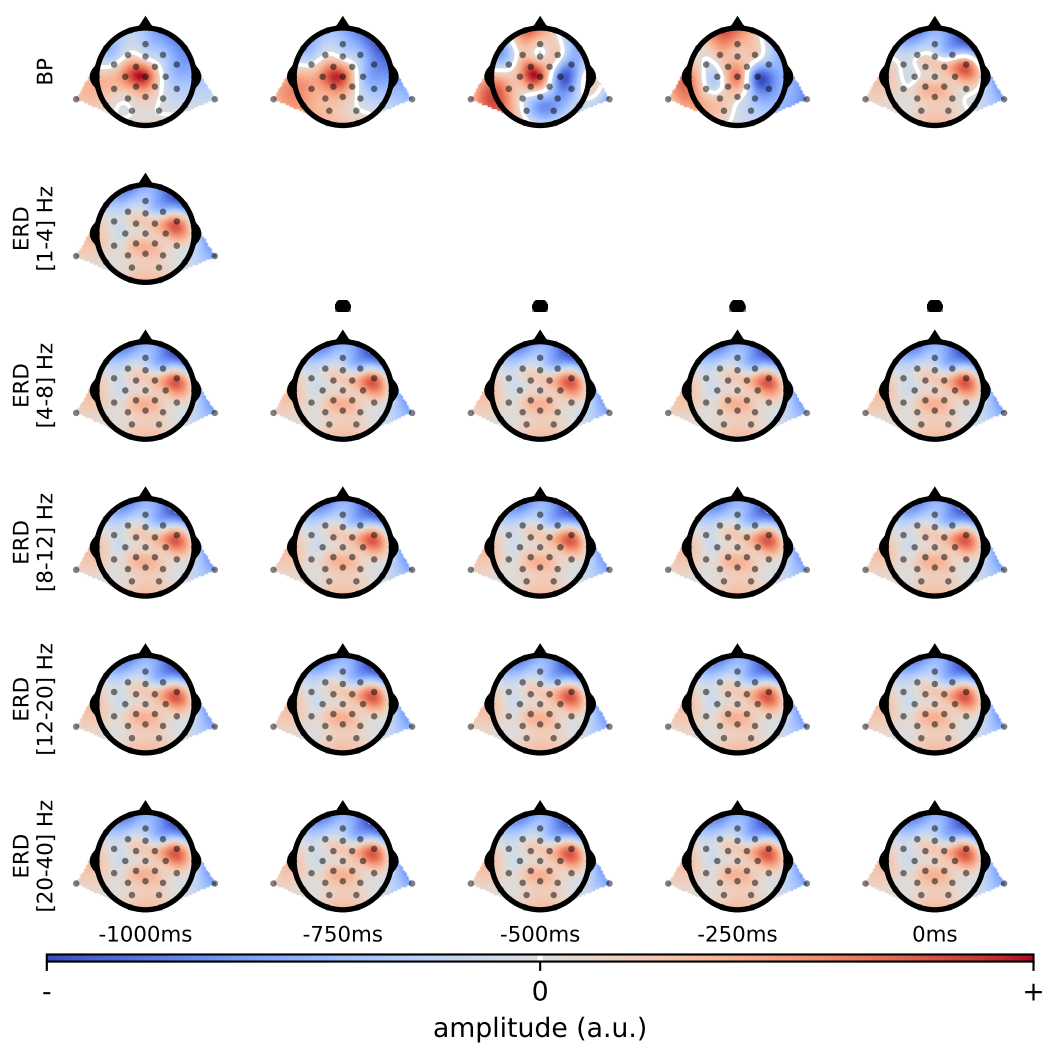 BP
ERD
[1-4] Hz
ERD
[4-8] Hz
ERD
[8-12] Hz
ERD
[12-20] Hz
ERD
[20-40] Hz
-1000ms -750ms -500ms -250ms 0ms
- 0 +
amplitude (a.u.)